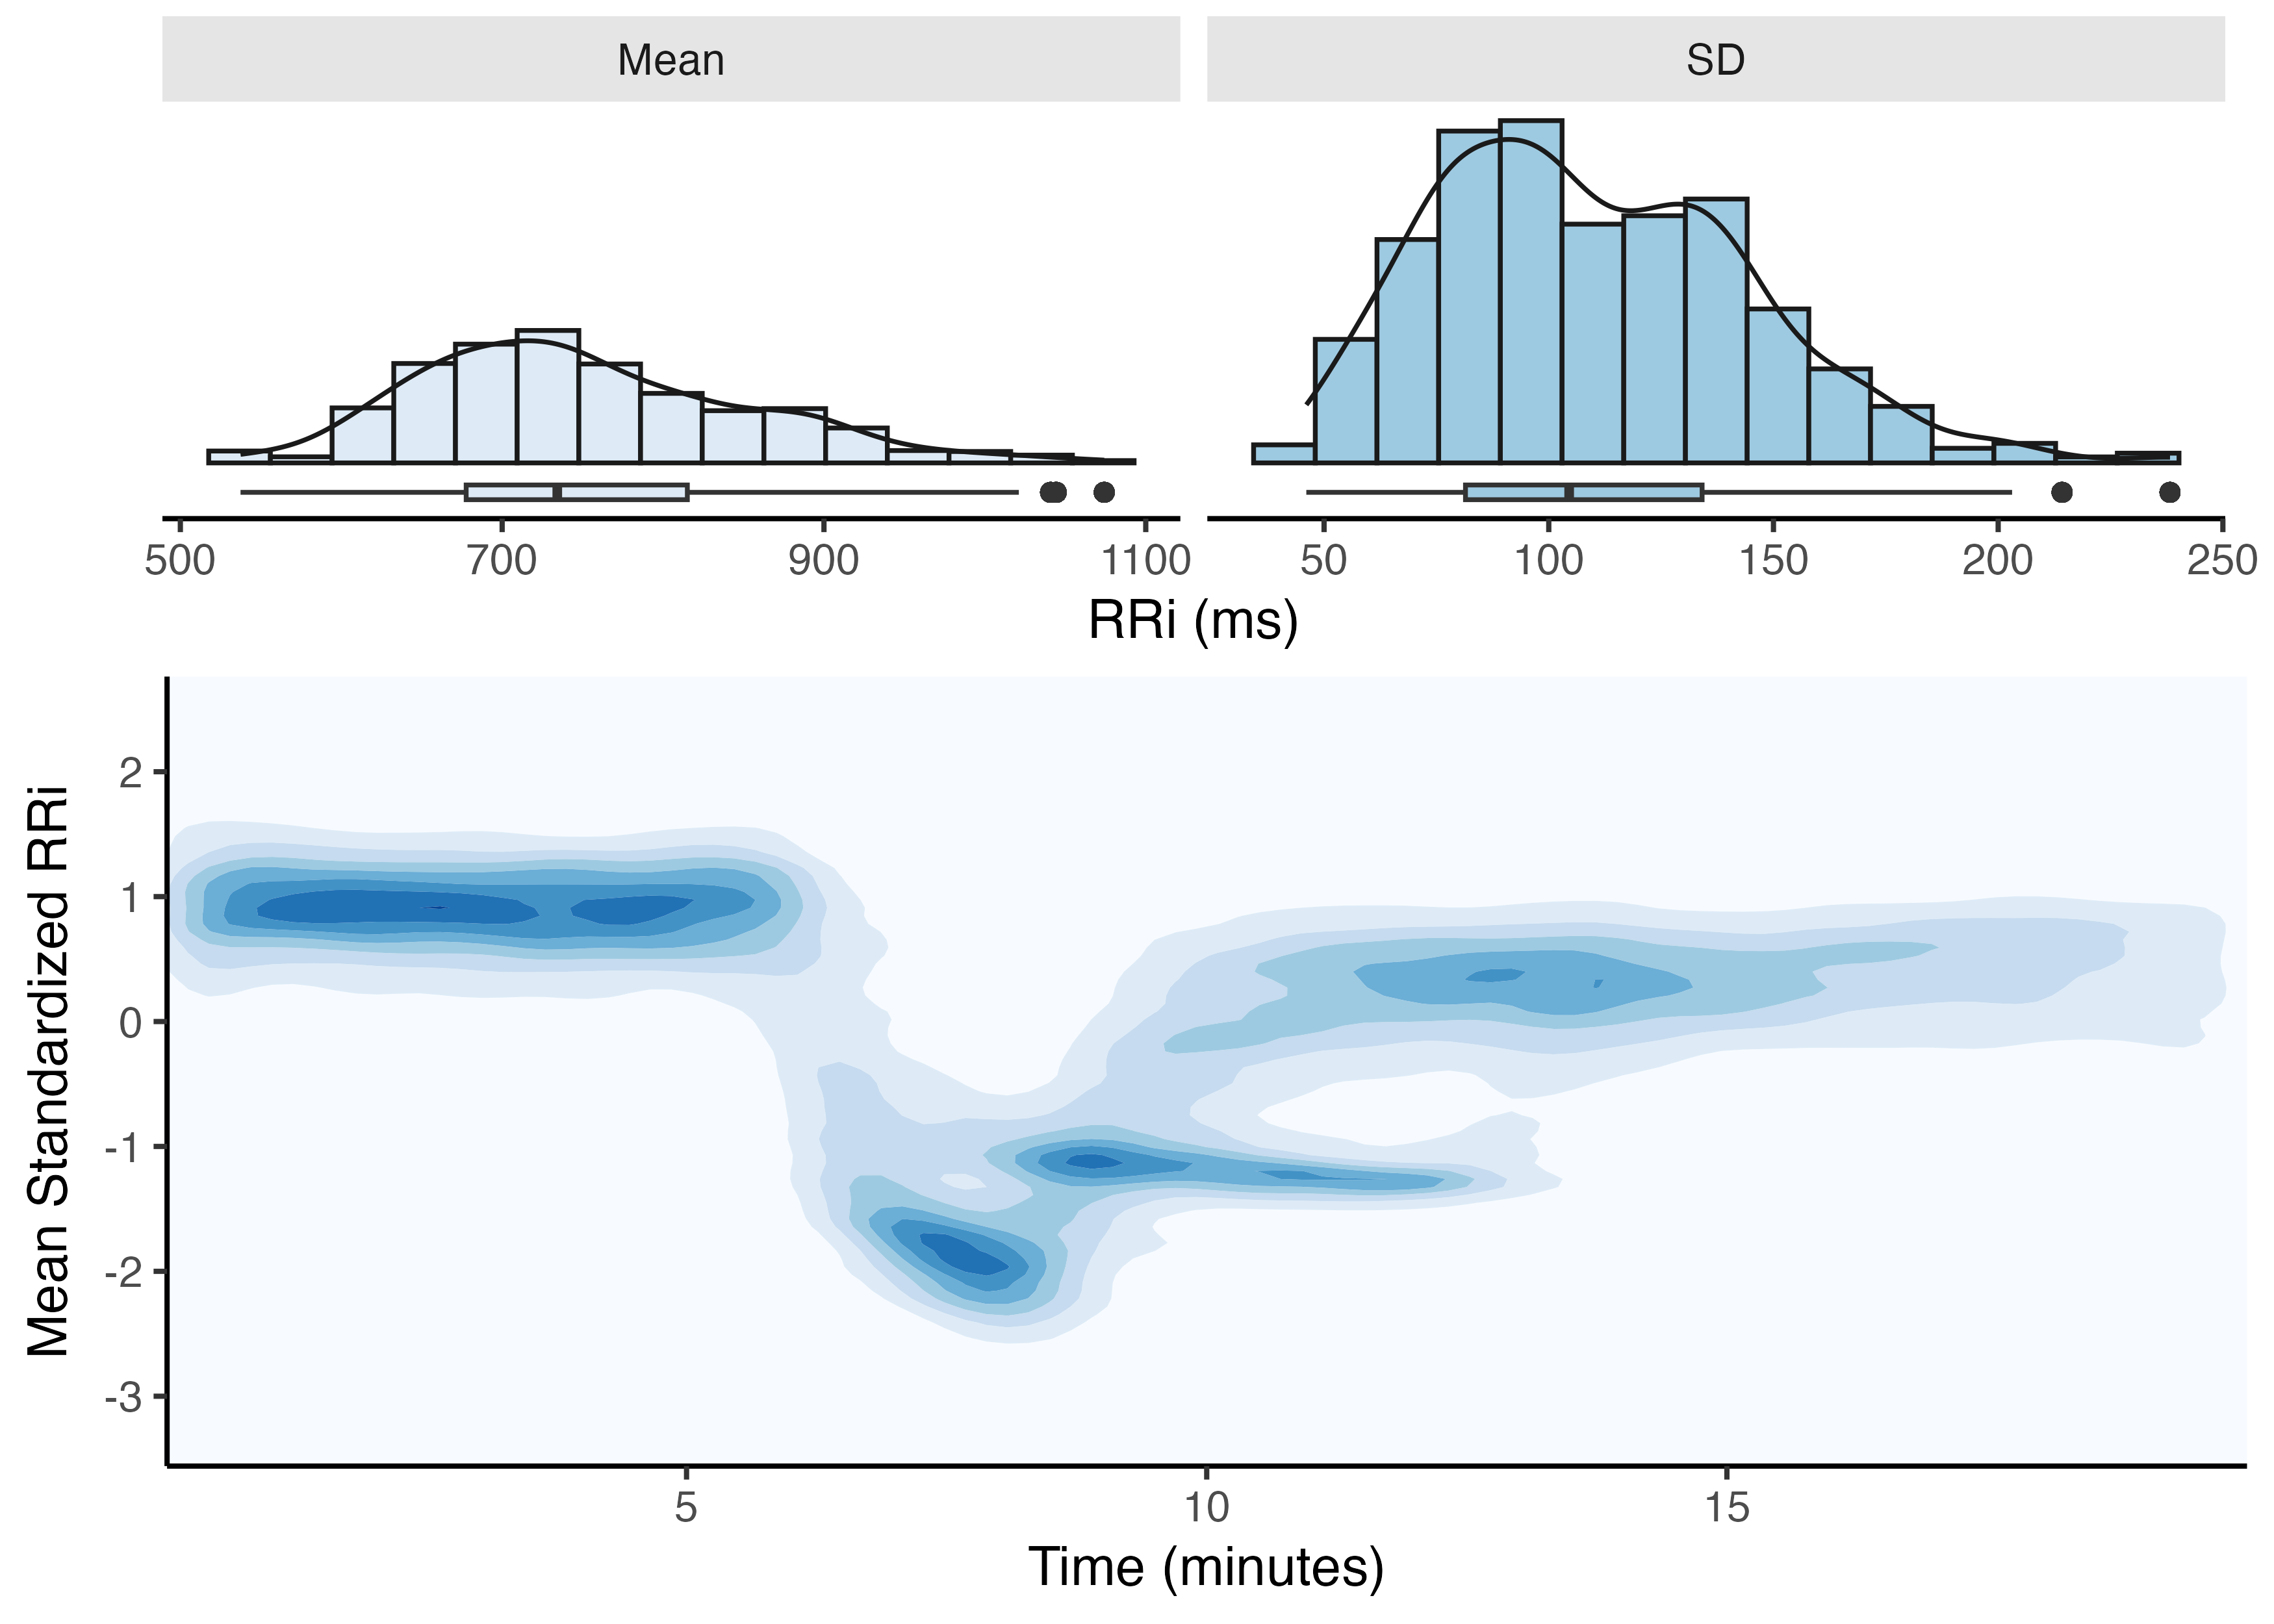 Mean SD
500 700 900 1100 50 100 150 200 250
RRi (ms)
Mean Standardized RRi
2
1
0
-1
-2
-3
5 10 15
Time (minutes)